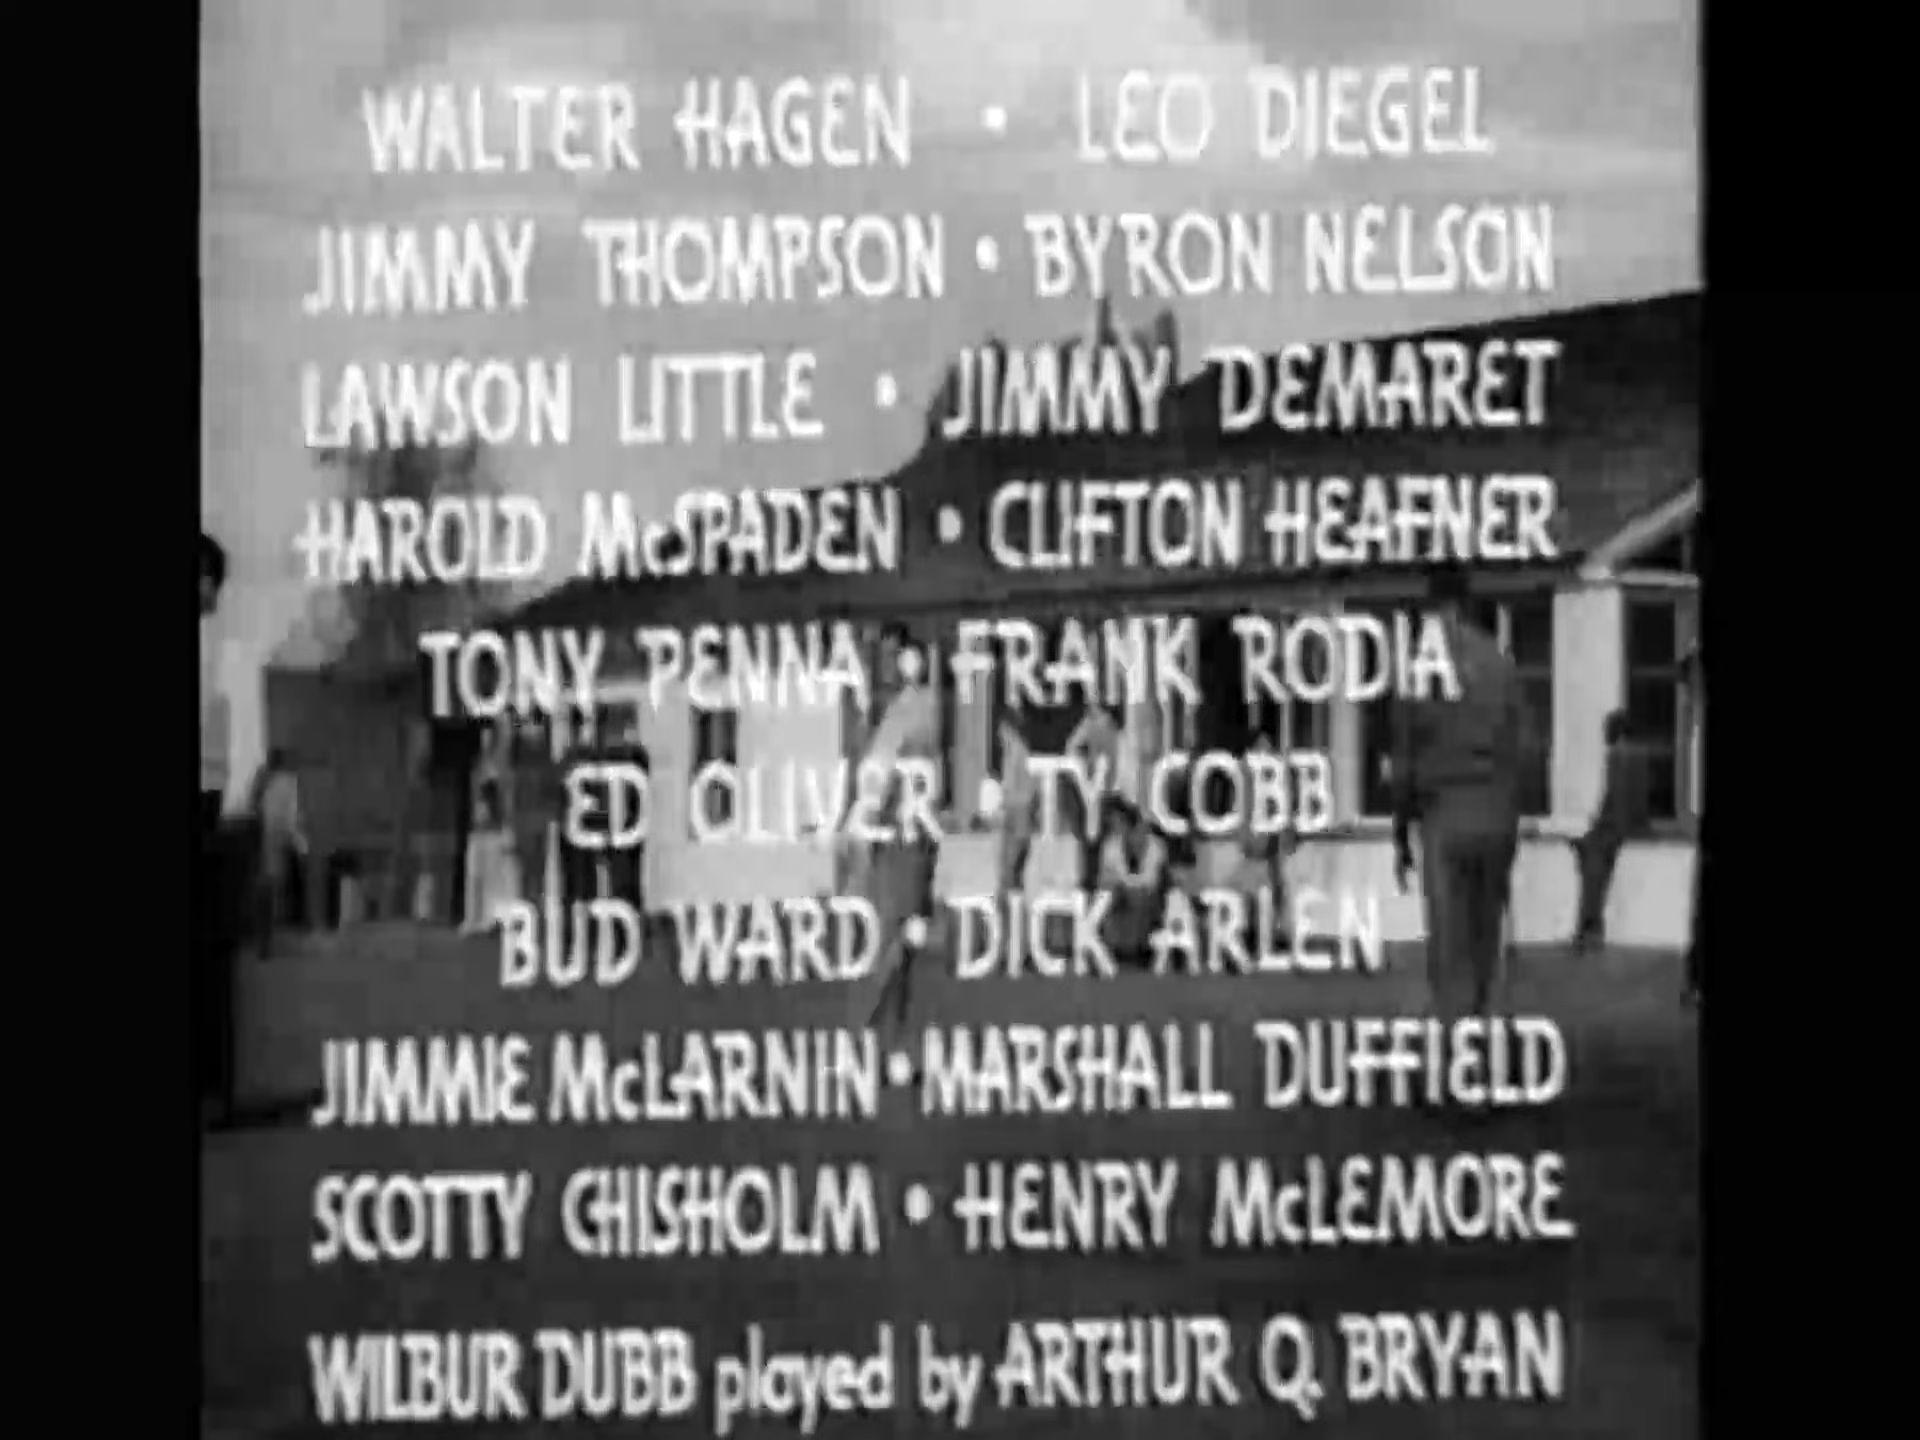 WALTER HAGEN • LEO DIEGEL
JIMMY THOMPSON • BYRON NELSON
LAWSON LITTLE • JIMMY DEMARET
HAROLD McSPADEN • CLIFTON HEAFNER
TONY PENNA • FRANK RODIA
ED OLIVER • TY COBB
BUD WARD • DICK ARLEN
JIMMIE McLARNIN • MARSHALL DUFFIELD
SCOTTY CHISHOLM • HENRY McLEMORE
WILBUR DUBB played by ARTHUR Q. BRYAN